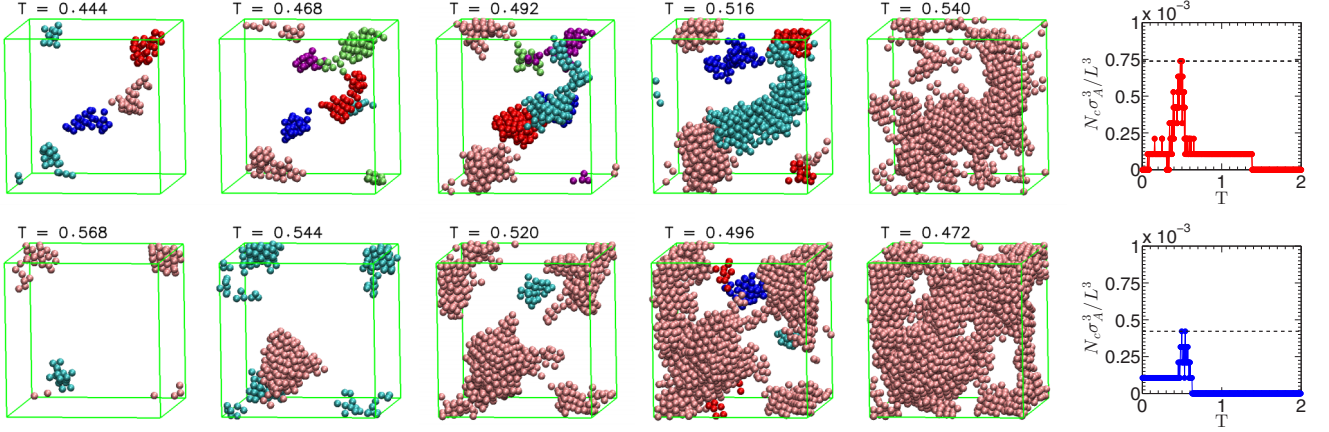 T = 0.444
T = 0.468
T = 0.492
T = 0.516
T = 0.540
1 ×10⁻³
0.75
0.5
0.25
0
0 1 2
T
N_c σ_A^3/L^3
T = 0.568
T = 0.544
T = 0.520
T = 0.496
T = 0.472
1 ×10⁻³
0.75
0.5
0.25
0
0 1 2
T
N_c σ_A^3/L^3